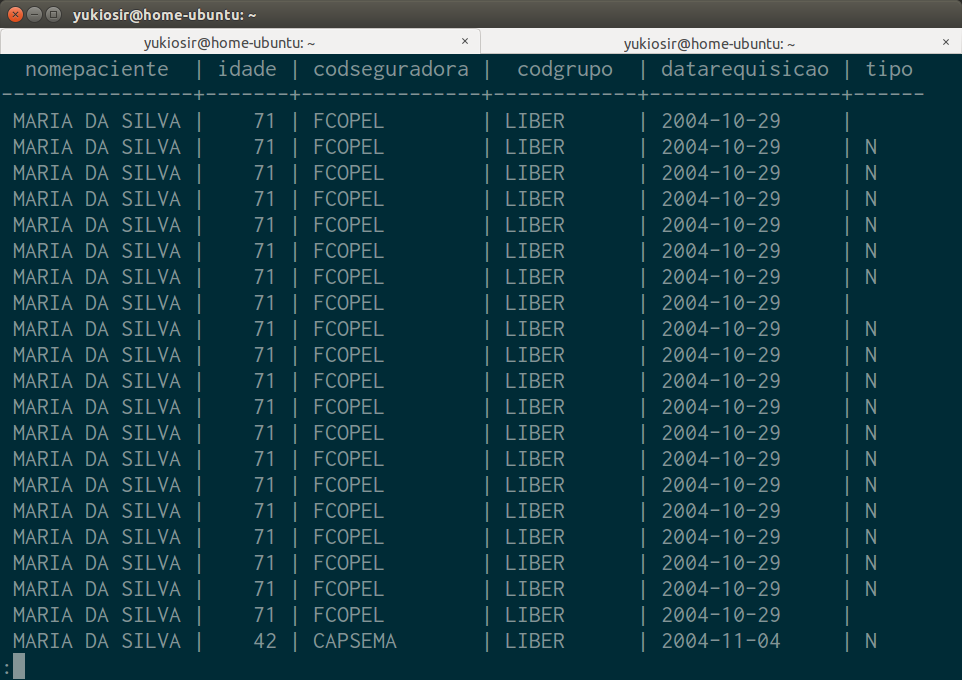 yukiosir@home-ubuntu: ~
yukiosir@home-ubuntu: ~ × yukiosir@home-ubuntu: ~ ×
nomepaciente | idade | codseguradora | codgrupo | datarequisicao | tipo
----------------+-------+---------------+------------+----------------+------
MARIA DA SILVA | 71 | FCOPEL | LIBER | 2004-10-29 |
MARIA DA SILVA | 71 | FCOPEL | LIBER | 2004-10-29 | N
MARIA DA SILVA | 71 | FCOPEL | LIBER | 2004-10-29 | N
MARIA DA SILVA | 71 | FCOPEL | LIBER | 2004-10-29 | N
MARIA DA SILVA | 71 | FCOPEL | LIBER | 2004-10-29 | N
MARIA DA SILVA | 71 | FCOPEL | LIBER | 2004-10-29 | N
MARIA DA SILVA | 71 | FCOPEL | LIBER | 2004-10-29 | N
MARIA DA SILVA | 71 | FCOPEL | LIBER | 2004-10-29 |
MARIA DA SILVA | 71 | FCOPEL | LIBER | 2004-10-29 | N
MARIA DA SILVA | 71 | FCOPEL | LIBER | 2004-10-29 | N
MARIA DA SILVA | 71 | FCOPEL | LIBER | 2004-10-29 | N
MARIA DA SILVA | 71 | FCOPEL | LIBER | 2004-10-29 | N
MARIA DA SILVA | 71 | FCOPEL | LIBER | 2004-10-29 | N
MARIA DA SILVA | 71 | FCOPEL | LIBER | 2004-10-29 | N
MARIA DA SILVA | 71 | FCOPEL | LIBER | 2004-10-29 | N
MARIA DA SILVA | 71 | FCOPEL | LIBER | 2004-10-29 | N
MARIA DA SILVA | 71 | FCOPEL | LIBER | 2004-10-29 | N
MARIA DA SILVA | 71 | FCOPEL | LIBER | 2004-10-29 | N
MARIA DA SILVA | 71 | FCOPEL | LIBER | 2004-10-29 | N
MARIA DA SILVA | 71 | FCOPEL | LIBER | 2004-10-29 |
MARIA DA SILVA | 42 | CAPSEMA | LIBER | 2004-11-04 | N
: